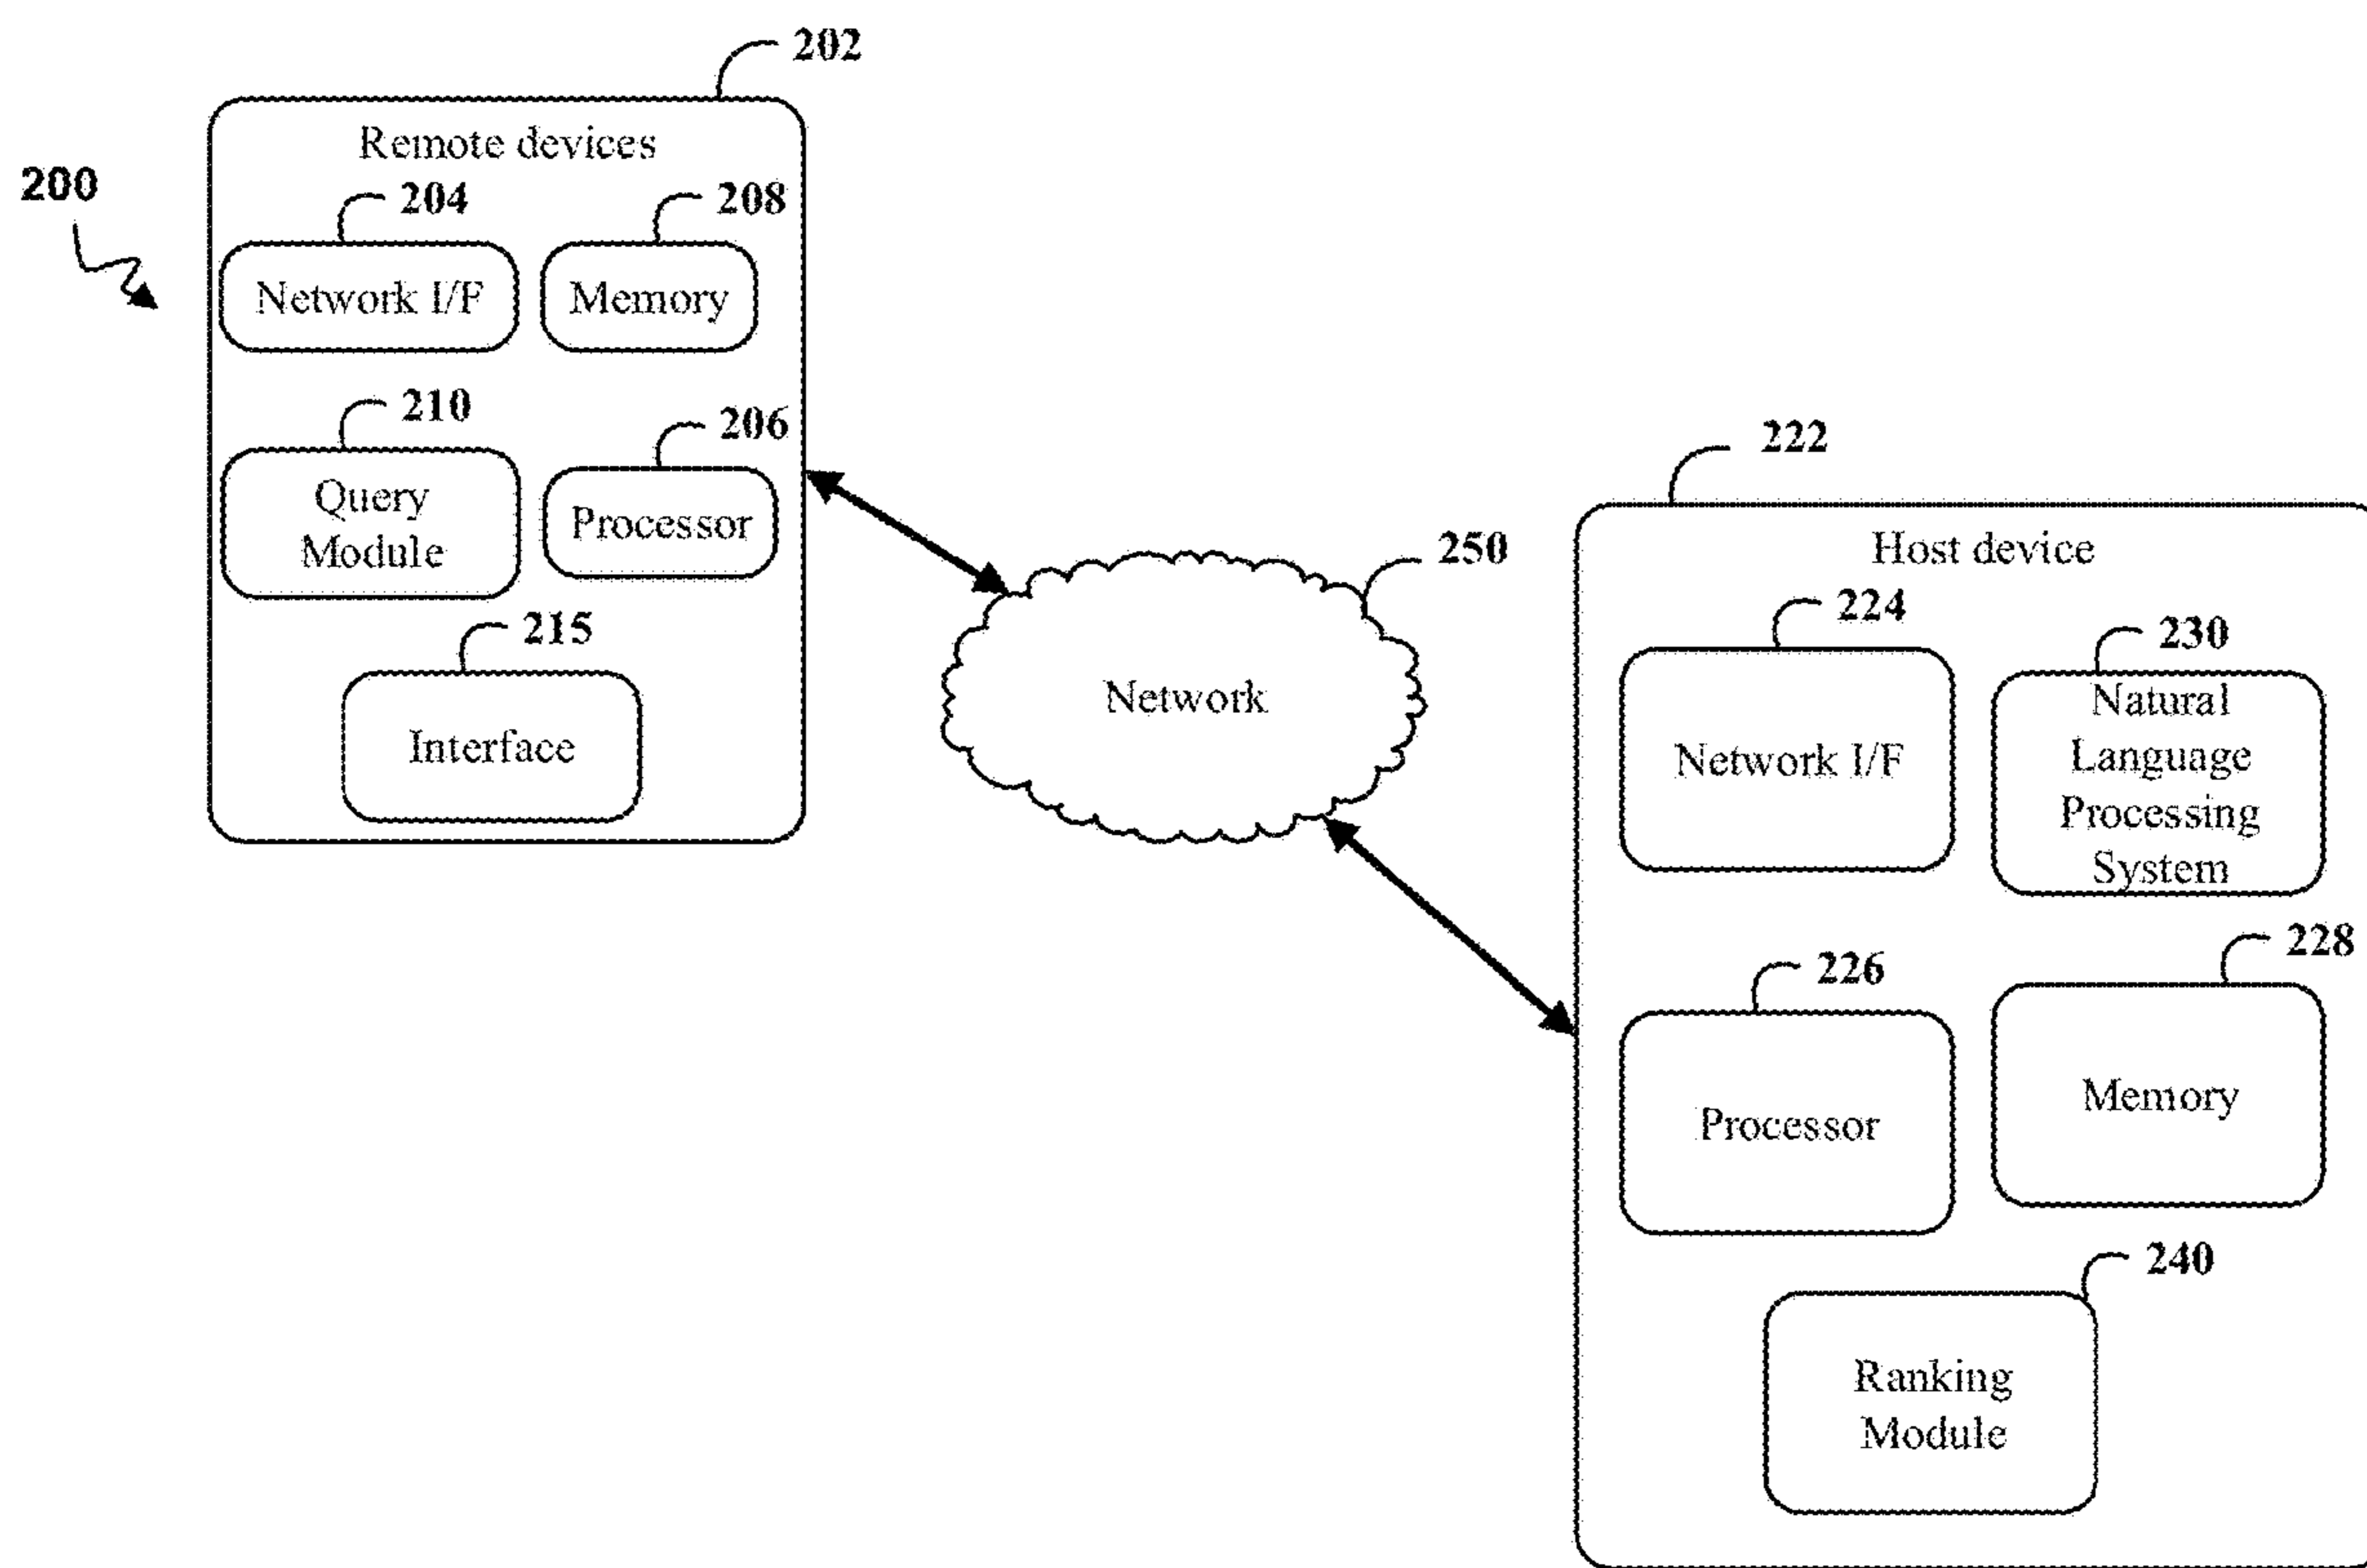 202
Remote devices
200
204
208
Network I/F
Memory
210
206
Query
Module
Processor
215
Interface
250
Network
222
Host device
224
230
Network I/F
Natural
Language
Processing
System
226
228
Processor
Memory
240
Ranking
Module